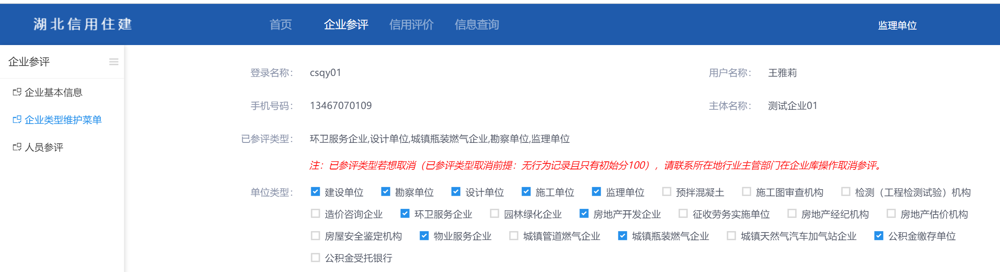 湖北信用住建 首页 企业参评 信用评价 信息查询 监理单位
企业参评
企业基本信息
企业类型维护菜单
人员参评
登录名称： csqy01 用户名称： 王雅莉
手机号码： 13467070109 主体名称： 测试企业01
已参评类型： 环卫服务企业,设计单位,城镇瓶装燃气企业,勘察单位,监理单位
注：已参评类型若想取消（已参评类型取消前提：无行为记录且只有初始分100），请联系所在地行业主管部门在企业库操作取消参评。
单位类型： 建设单位 勘察单位 设计单位 施工单位 监理单位 预拌混凝土 施工图审查机构 检测（工程检测试验）机构
造价咨询企业 环卫服务企业 园林绿化企业 房地产开发企业 征收劳务实施单位 房地产经纪机构 房地产估价机构
房屋安全鉴定机构 物业服务企业 城镇管道燃气企业 城镇瓶装燃气企业 城镇天然气汽车加气站企业 公积金缴存单位
公积金受托银行